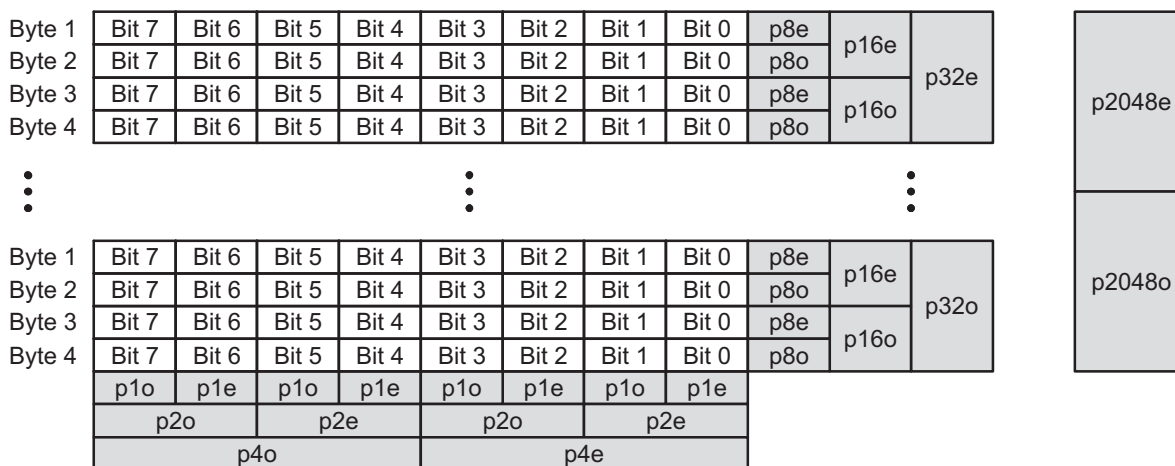 Byte 1 Bit 7 Bit 6 Bit 5 Bit 4 Bit 3 Bit 2 Bit 1 Bit 0 p8e p16e p32e p2048e
Byte 2 Bit 7 Bit 6 Bit 5 Bit 4 Bit 3 Bit 2 Bit 1 Bit 0 p8o
Byte 3 Bit 7 Bit 6 Bit 5 Bit 4 Bit 3 Bit 2 Bit 1 Bit 0 p8e p16o
Byte 4 Bit 7 Bit 6 Bit 5 Bit 4 Bit 3 Bit 2 Bit 1 Bit 0 p8o
Byte 1 Bit 7 Bit 6 Bit 5 Bit 4 Bit 3 Bit 2 Bit 1 Bit 0 p8e p16e p32o p2048o
Byte 2 Bit 7 Bit 6 Bit 5 Bit 4 Bit 3 Bit 2 Bit 1 Bit 0 p8o
Byte 3 Bit 7 Bit 6 Bit 5 Bit 4 Bit 3 Bit 2 Bit 1 Bit 0 p8e p16o
Byte 4 Bit 7 Bit 6 Bit 5 Bit 4 Bit 3 Bit 2 Bit 1 Bit 0 p8o
p1o p1e p1o p1e p1o p1e p1o p1e
p2o p2e p2o p2e
p4o p4e